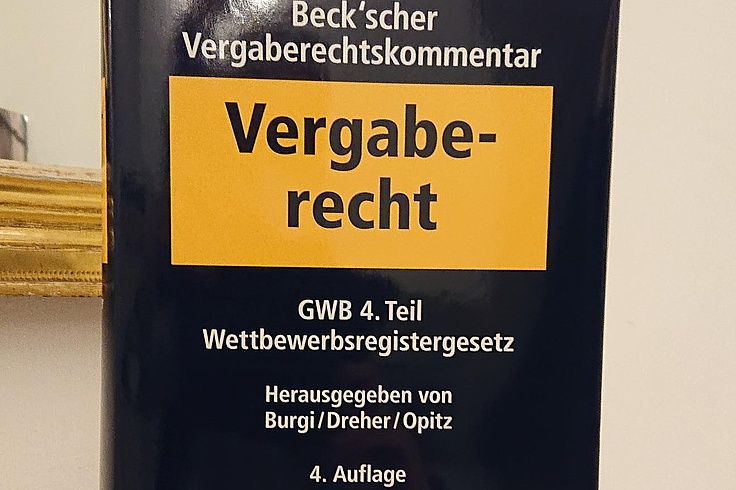 Beck‘scher
Vergaberechtskommentar
Vergabe-
recht
GWB 4. Teil
Wettbewerbsregistergesetz
Herausgegeben von
Burgi/Dreher/Opitz
4. Auflage